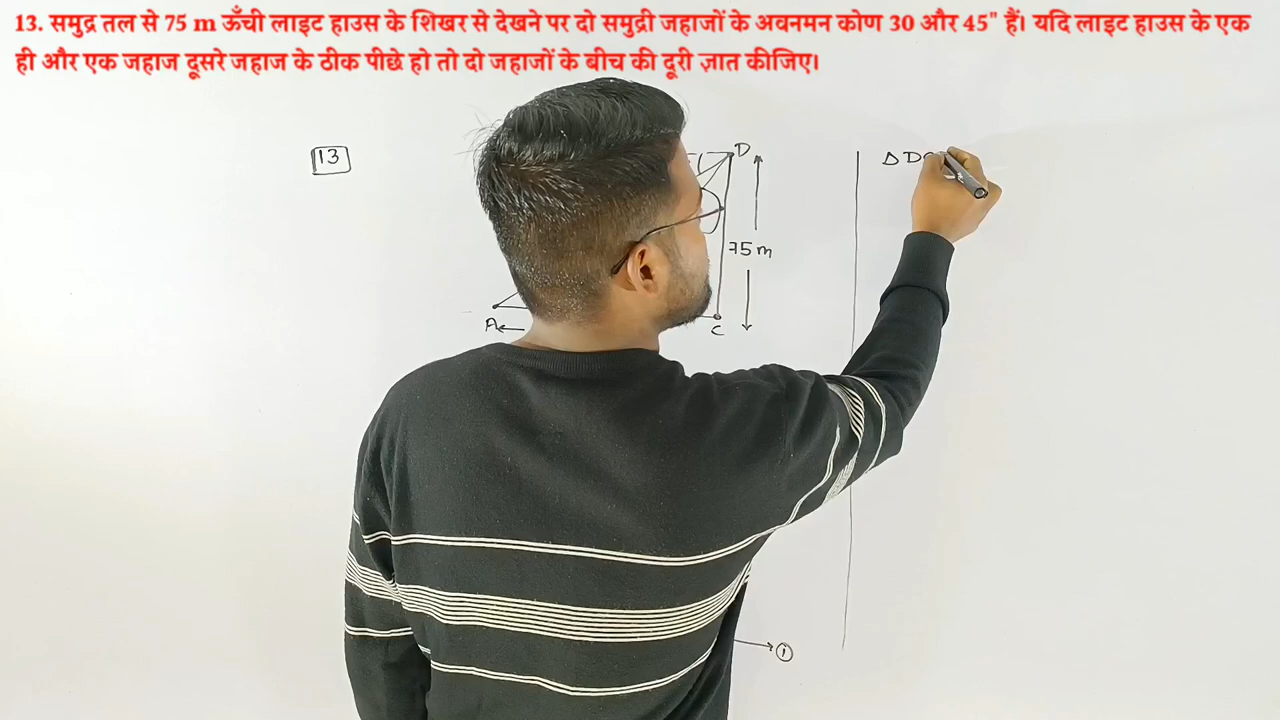 13. समुद्र तल से 75 m ऊँची लाइट हाउस के शिखर से देखने पर दो समुद्री जहाजों के अवनमन कोण 30 और 45" हैं। यदि लाइट हाउस के एक
ही और एक जहाज दूसरे जहाज के ठीक पीछे हो तो दो जहाजों के बीच की दूरी ज्ञात कीजिए।
13
D
75 m
A
C
Δ D
1